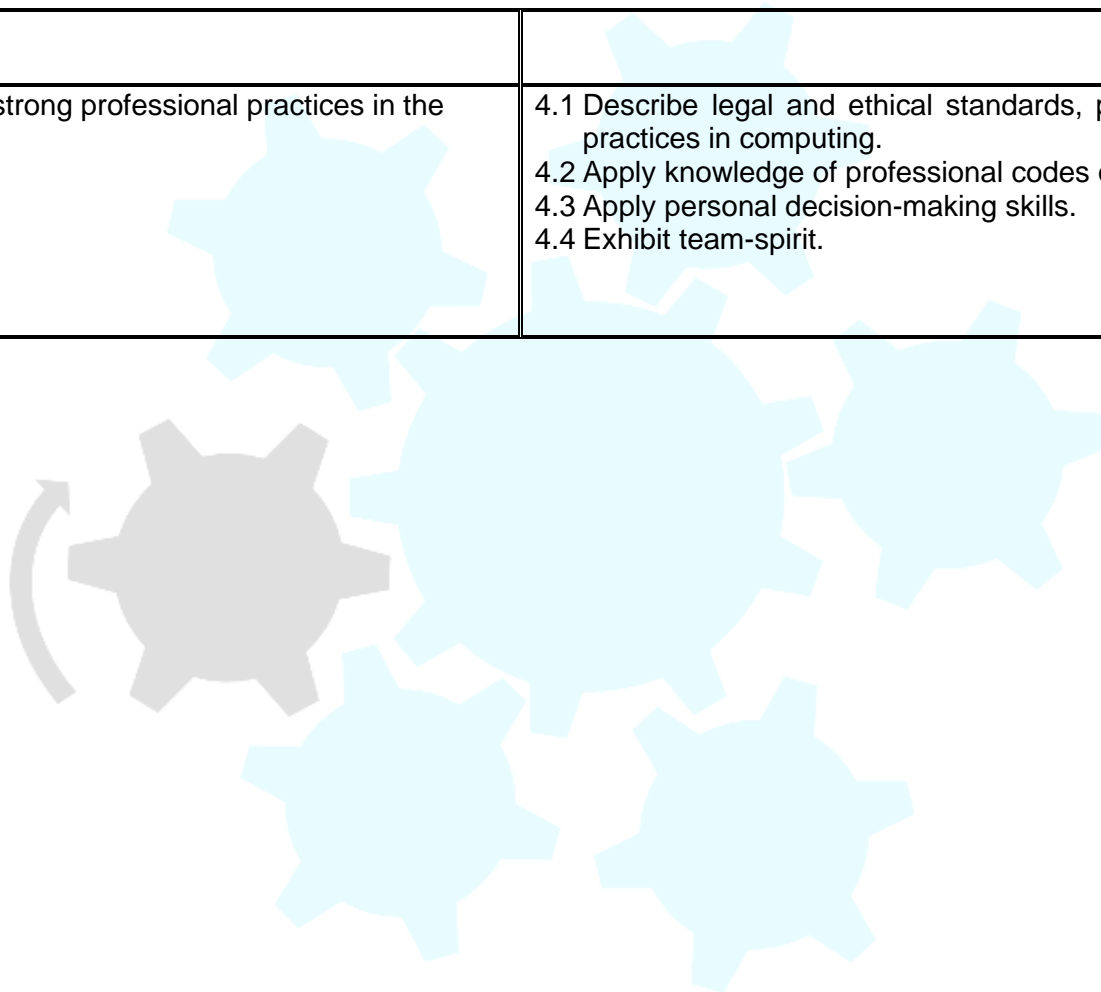 strong professional practices in the
4.1 Describe legal and ethical standards,
practices in computing.
4.2 Apply knowledge of professional codes
4.3 Apply personal decision-making skills.
4.4 Exhibit team-spirit.